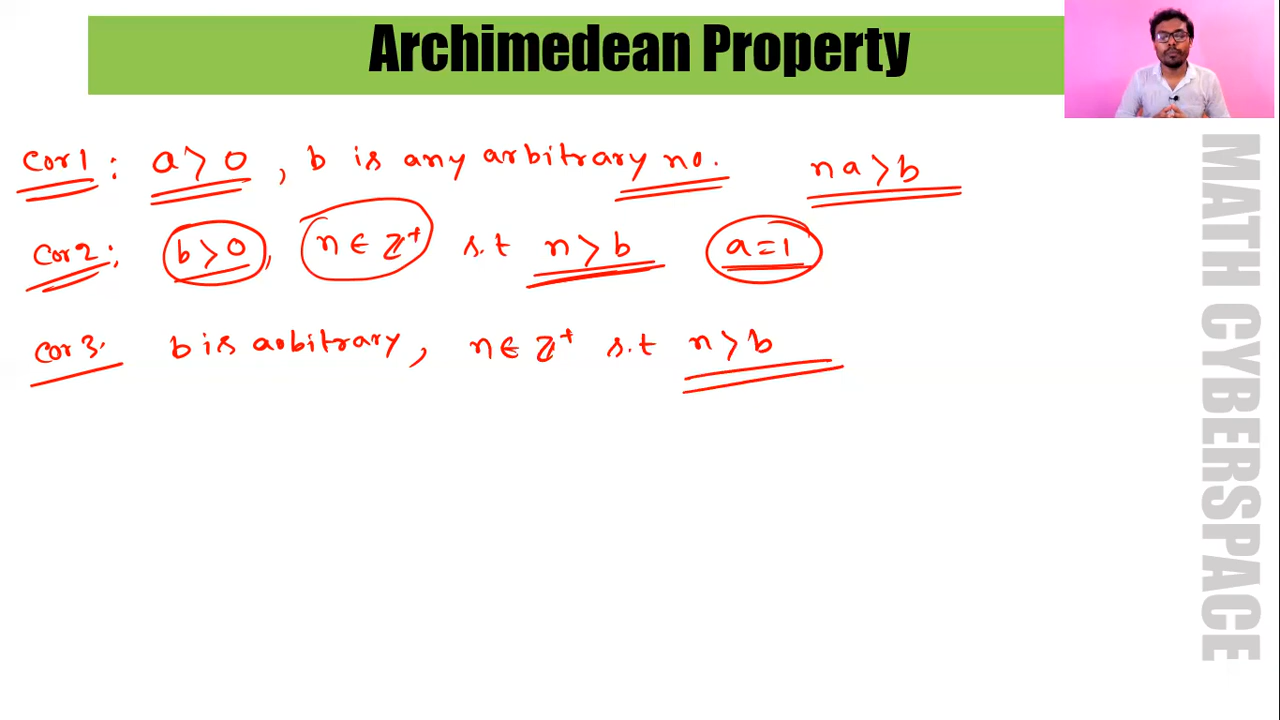 Archimedean Property
Cor 1 : a > 0 , b is any arbitrary no. na > b
Cor 2 : b > 0 , n ∈ ℤ⁺ s.t n > b a = 1
Cor 3. b is arbitrary , n ∈ ℤ⁺ s.t n > b
MATH CYBERSPACE